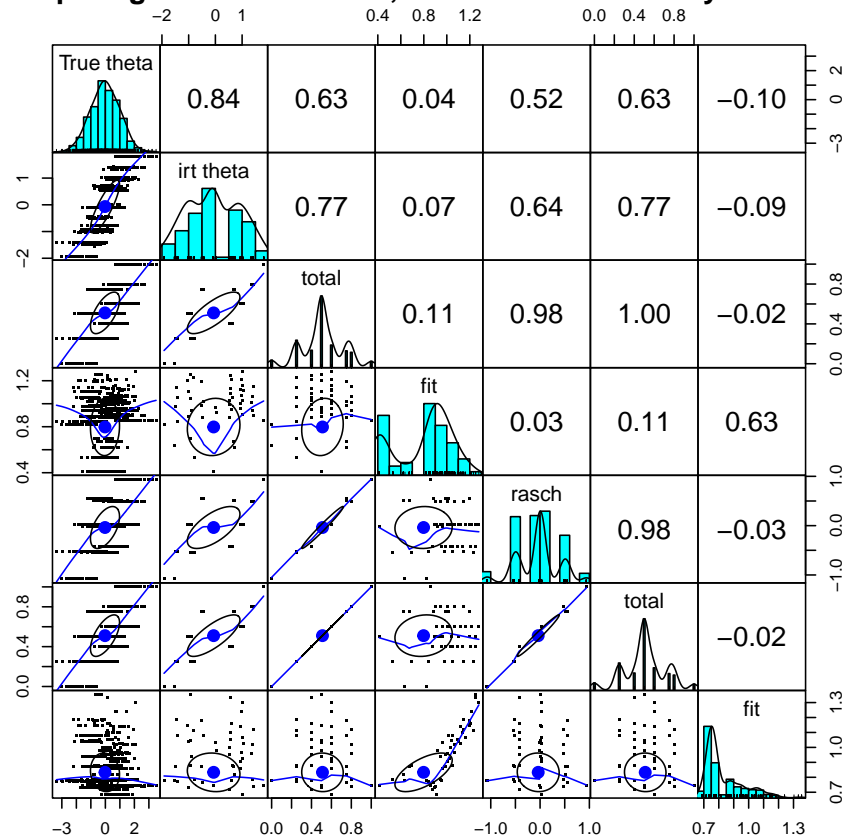 −2 0 1 0.4 0.8 1.2 0.0 0.4 0.8
True theta 0.84 0.63 0.04 0.52 0.63 −0.10 −3 0 2
−2 0 1 irt theta 0.77 0.07 0.64 0.77 −0.09
total 0.11 0.98 1.00 −0.02 0.0 0.4 0.8
0.4 0.8 1.2 fit 0.03 0.11 0.63
rasch 0.98 −0.03 −1.0 0.0 1.0
0.0 0.4 0.8 total −0.02
fit 0.7 1.0 1.3
−3 0 2 0.0 0.4 0.8 −1.0 0.0 1.0 0.7 1.0 1.3